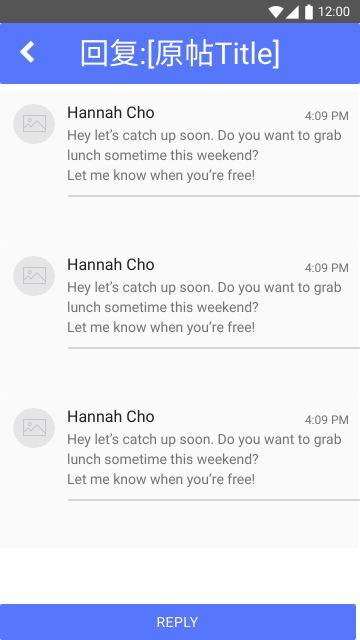 12:00
回复:[原帖Title]
Hannah Cho
4:09 PM
Hey let’s catch up soon. Do you want to grab
lunch sometime this weekend?
Let me know when you’re free!
Hannah Cho
4:09 PM
Hey let’s catch up soon. Do you want to grab
lunch sometime this weekend?
Let me know when you’re free!
Hannah Cho
4:09 PM
Hey let’s catch up soon. Do you want to grab
lunch sometime this weekend?
Let me know when you’re free!
REPLY